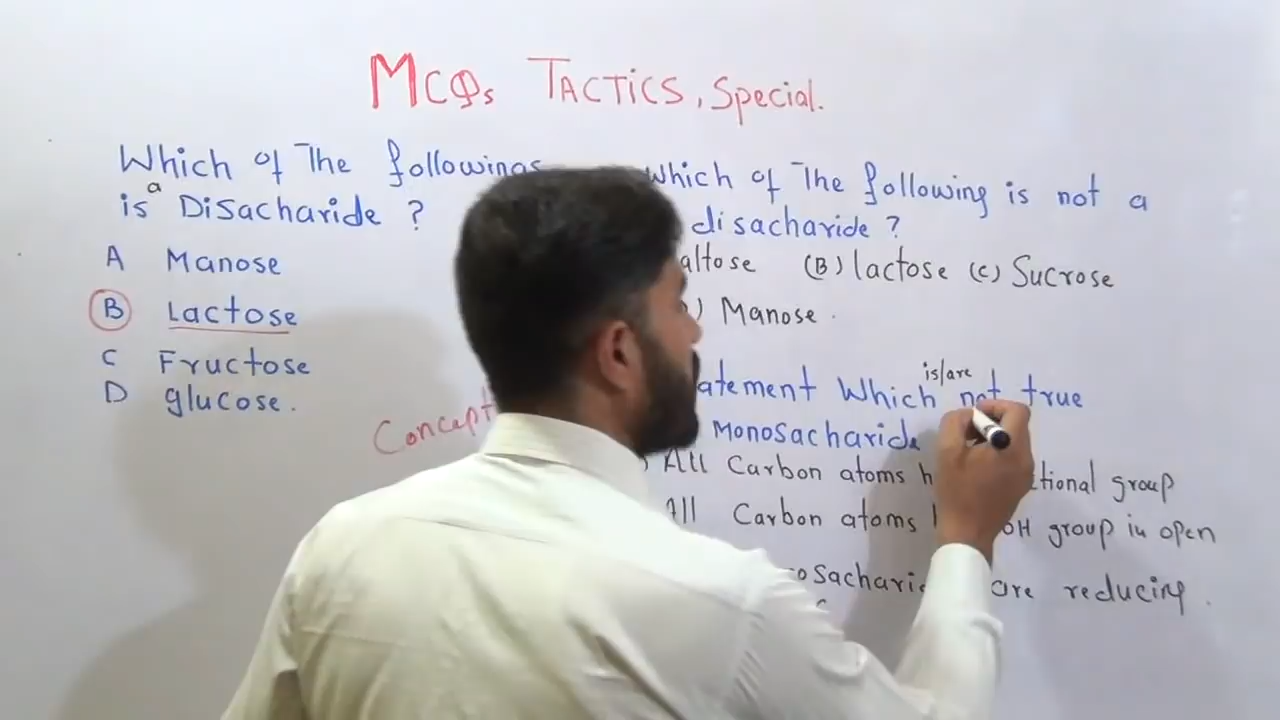 MCQs TACTICS, Special.
Which of The followings
a
is Disacharide ?
A Manose
B Lactose
C Fructose
D glucose.
Concept
Which of The following is not a
disacharide ?
altose (B) lactose (C) Sucrose
) Manose.
is/are
atement Which not true
Monosacharide
All Carbon atoms h tional group
All Carbon atoms OH group in open
osacharid are reducing.